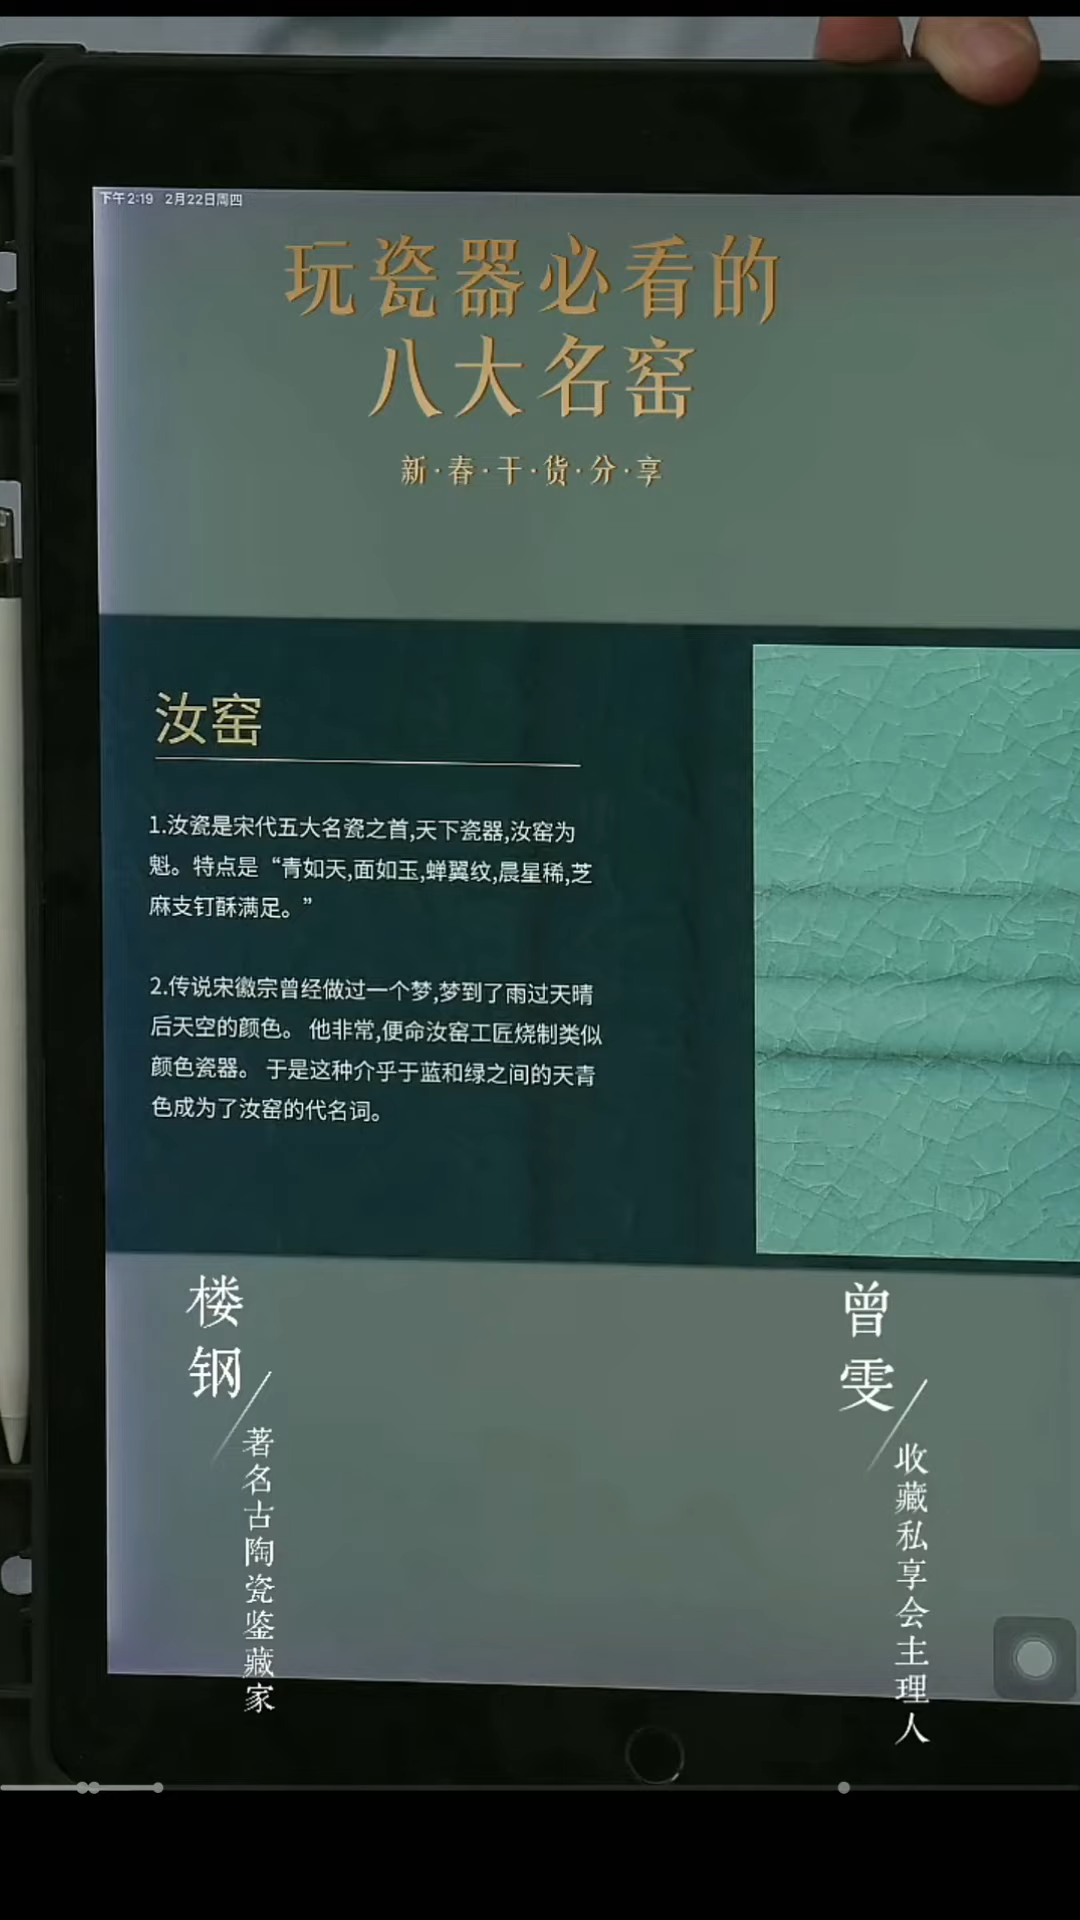 下午2:19 2月22日周四
玩瓷器必看的
八大名窑
新·春·干·货·分·享
汝窑
1.汝瓷是宋代五大名瓷之首,天下瓷器,汝窑为
魁。特点是“青如天,面如玉,蝉翼纹,晨星稀,芝
麻支钉酥满足。”
2.传说宋徽宗曾经做过一个梦,梦到了雨过天晴
后天空的颜色。 他非常,便命汝窑工匠烧制类似
颜色瓷器。 于是这种介乎于蓝和绿之间的天青
色成为了汝窑的代名词。
楼钢
著名古陶瓷鉴藏家
曾雯
收藏私享会主理人